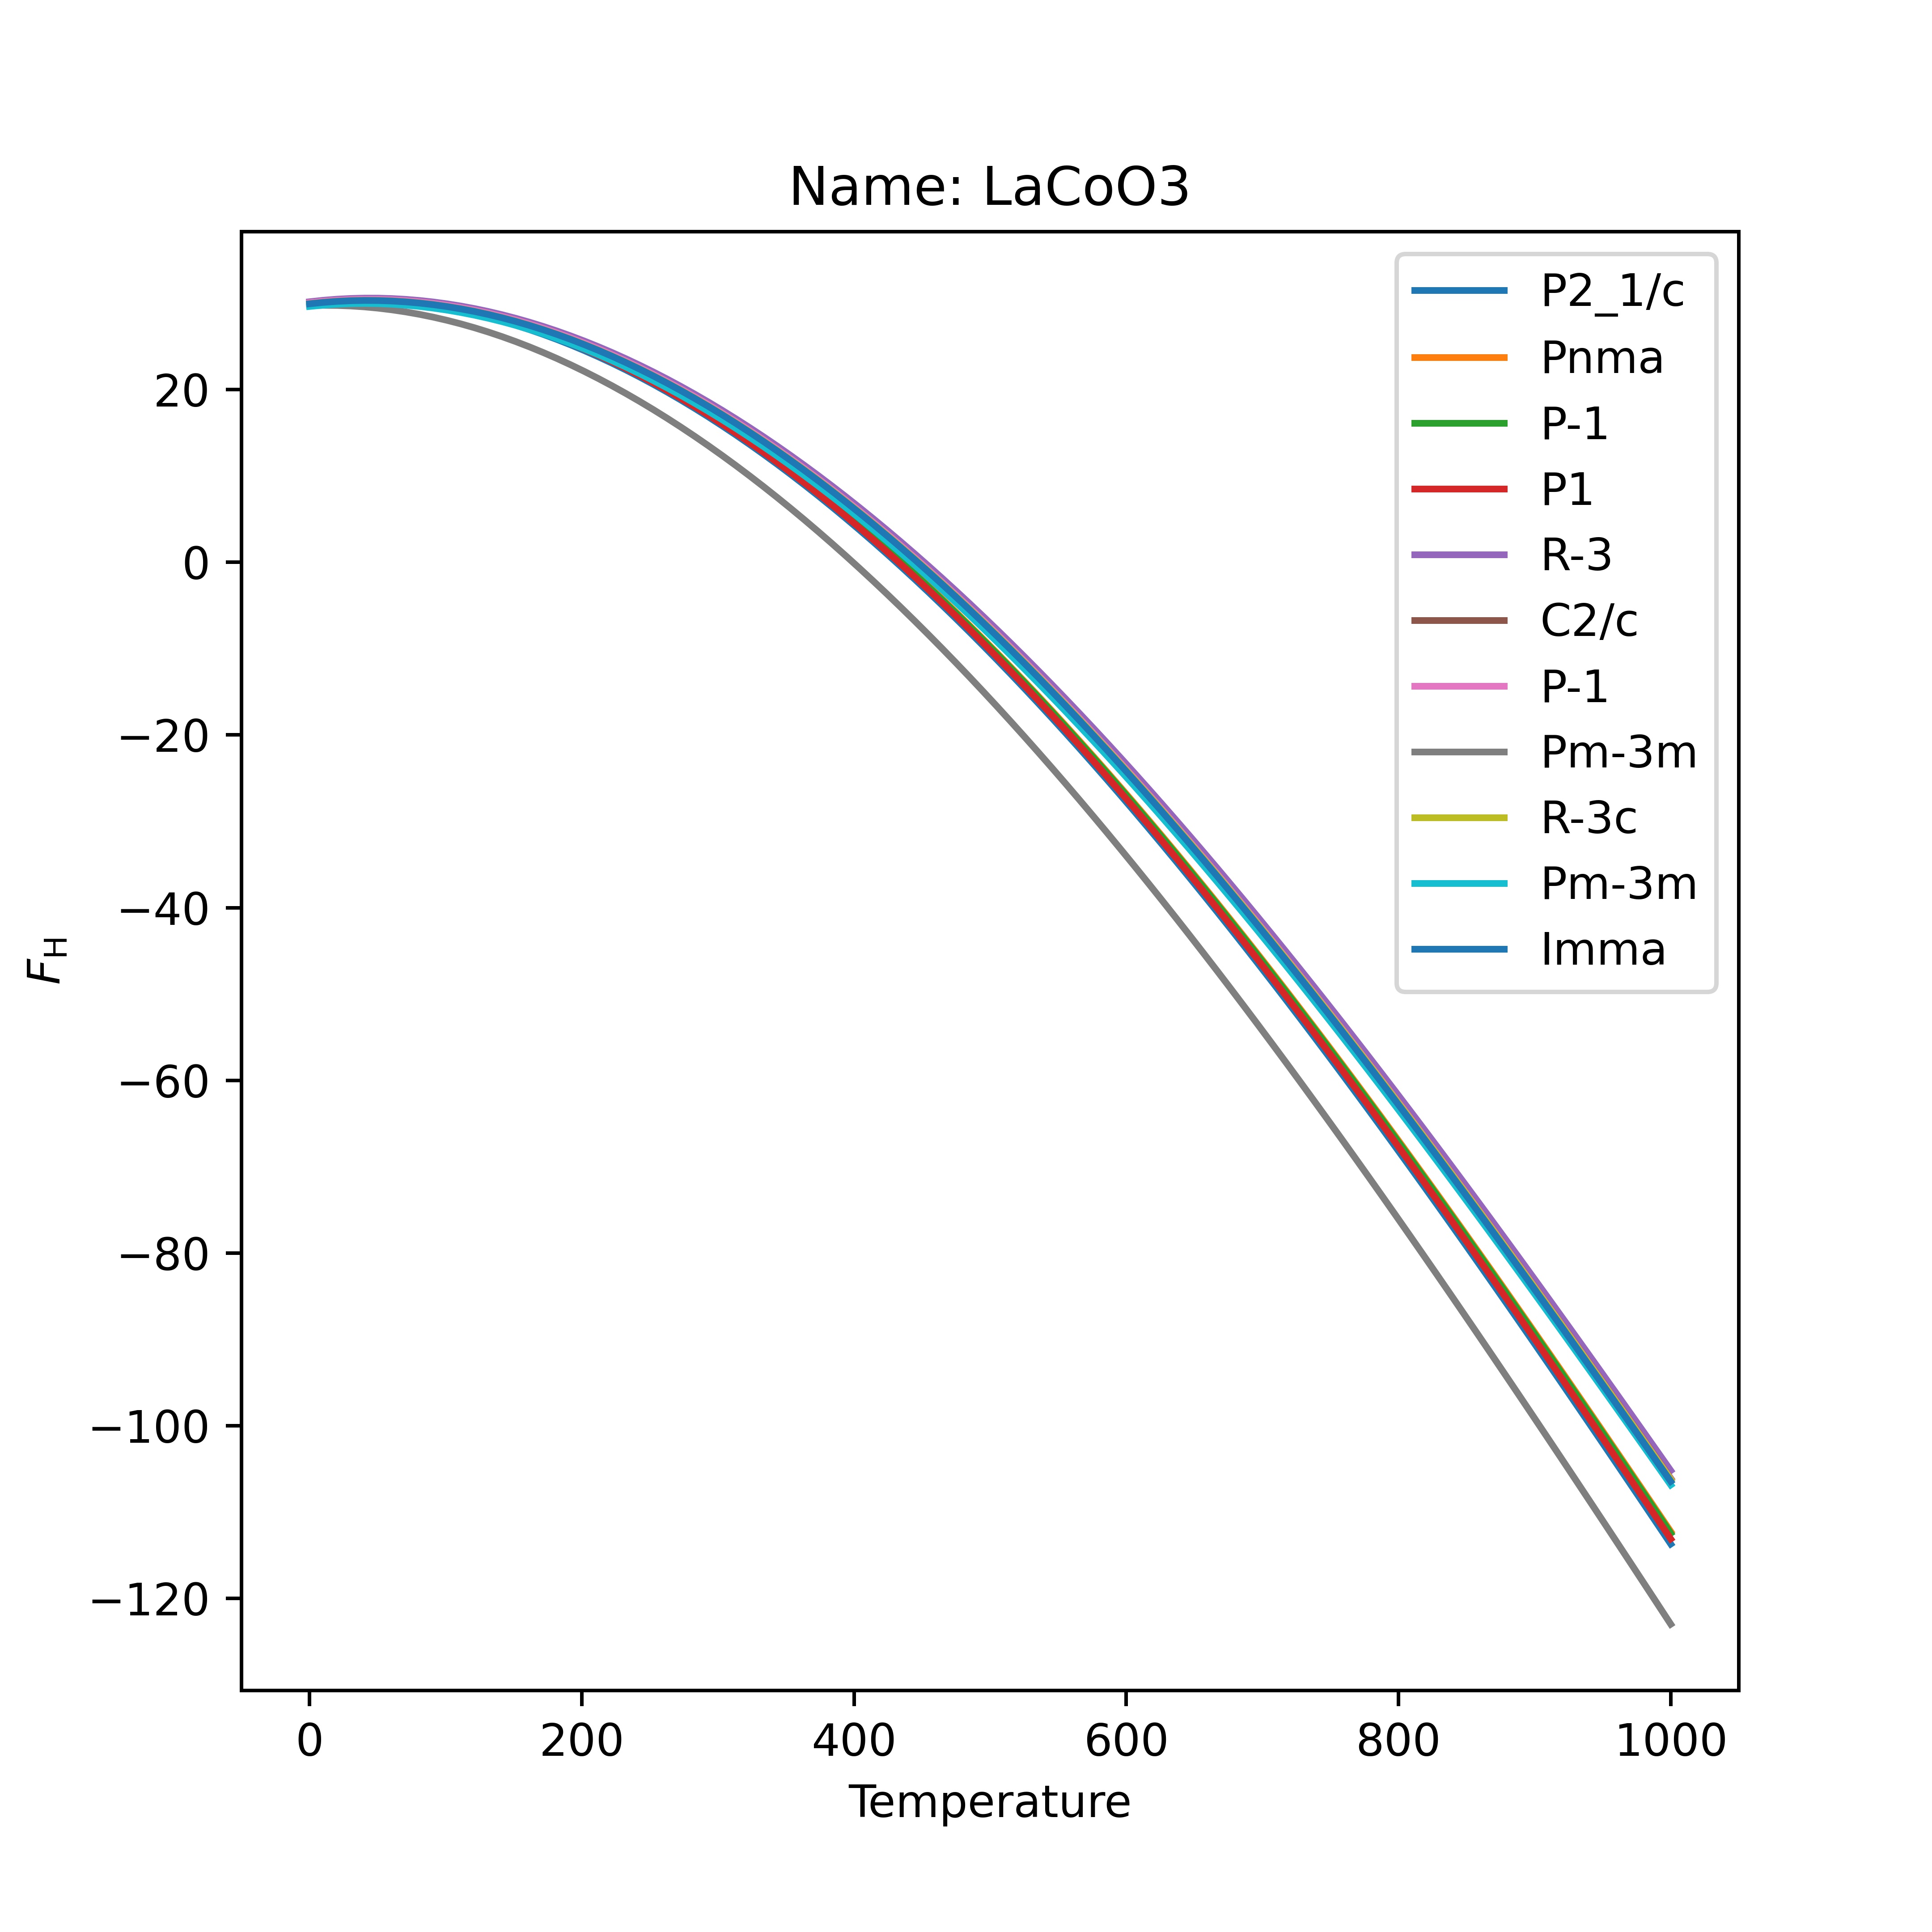 Name: LaCoO3
P2_1/c
Pnma
P-1
P1
R-3
C2/c
P-1
Pm-3m
R-3c
Pm-3m
Imma
20
0
−20
−40
−60
−80
−100
−120
F_H
0 200 400 600 800 1000
Temperature